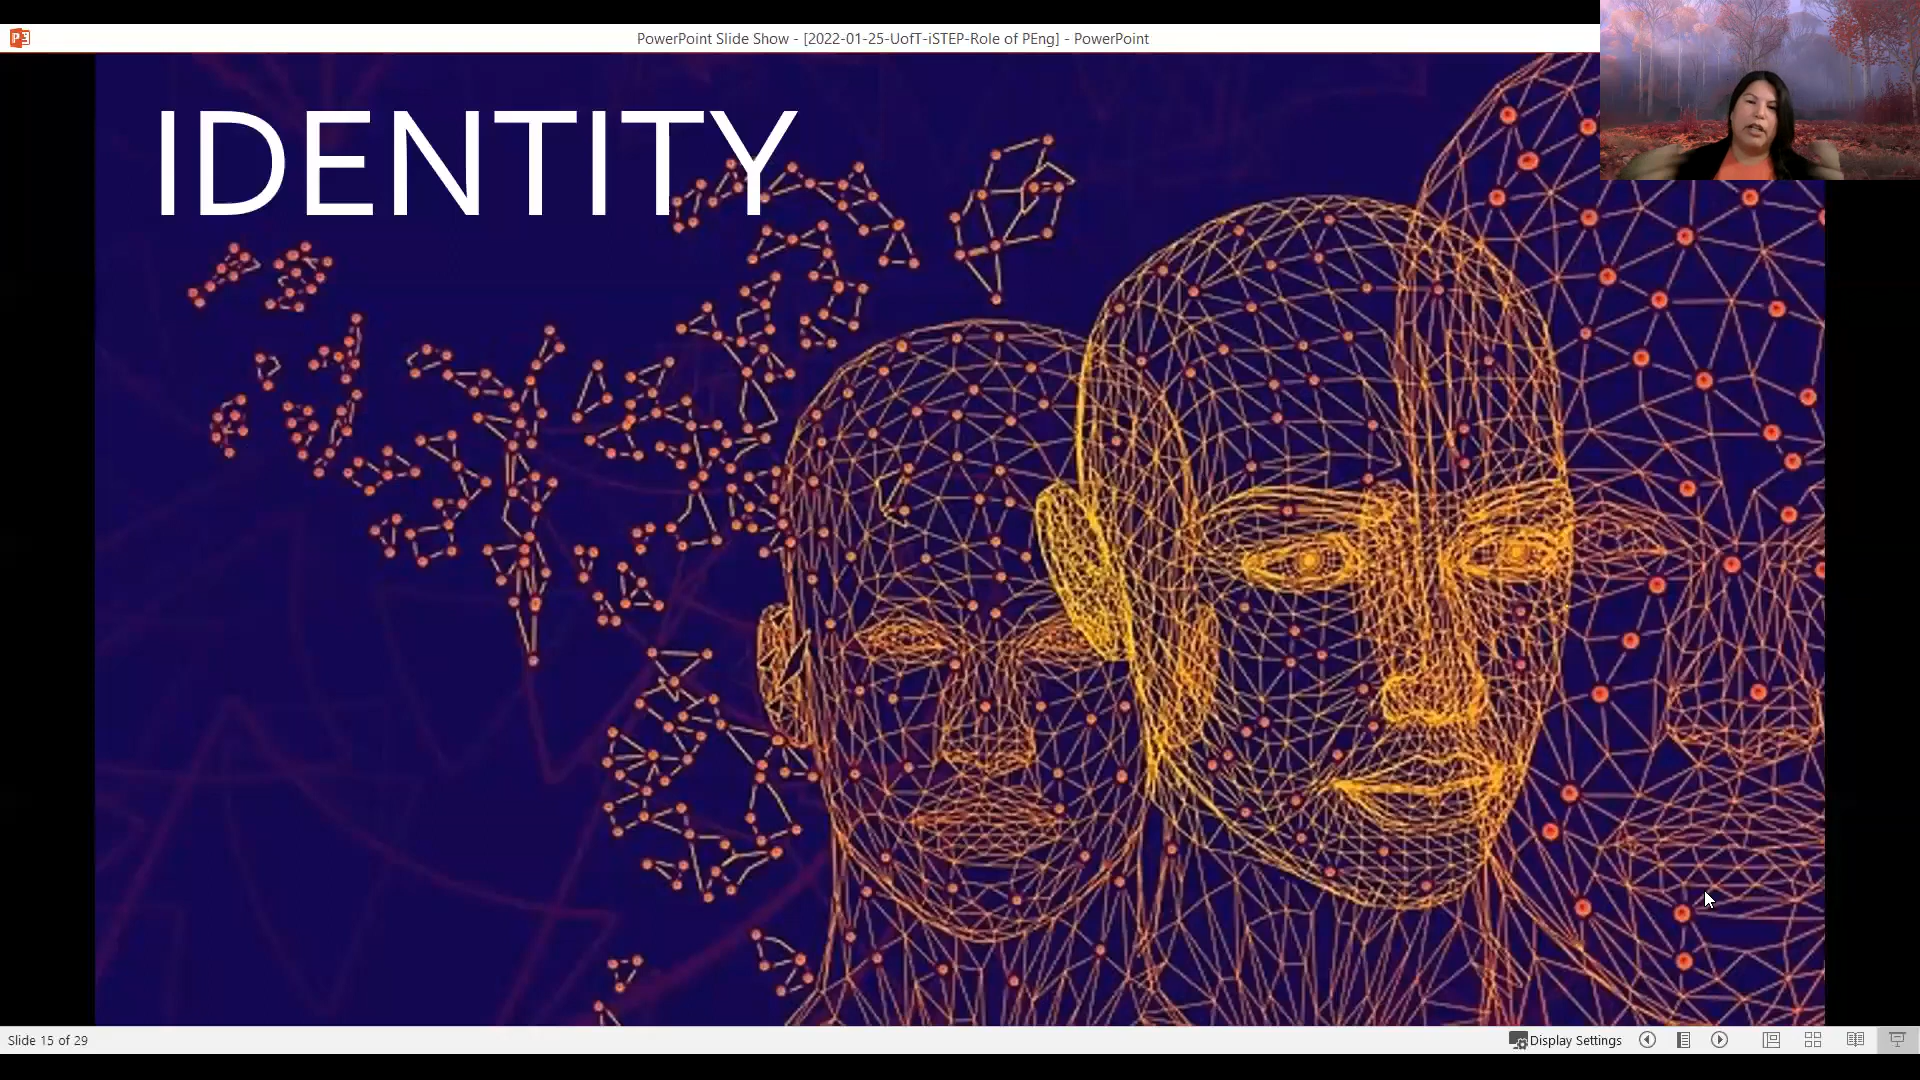 PowerPoint Slide Show - [2022-01-25-UofT-iSTEP-Role of PEng] - PowerPoint
IDENTITY
Slide 15 of 29
Display Settings